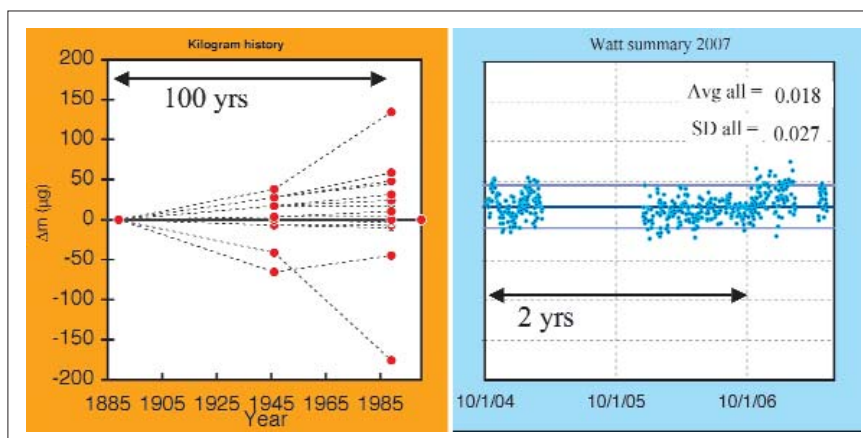 Kilogram history
200
150
100
50
0
-50
-100
-150
-200
Δm (µg)
100 yrs
1885 1905 1925 1945 1965 1985
Year
Watt summary 2007
Avg all = 0.018
SD all = 0.027
2 yrs
10/1/04 10/1/05 10/1/06